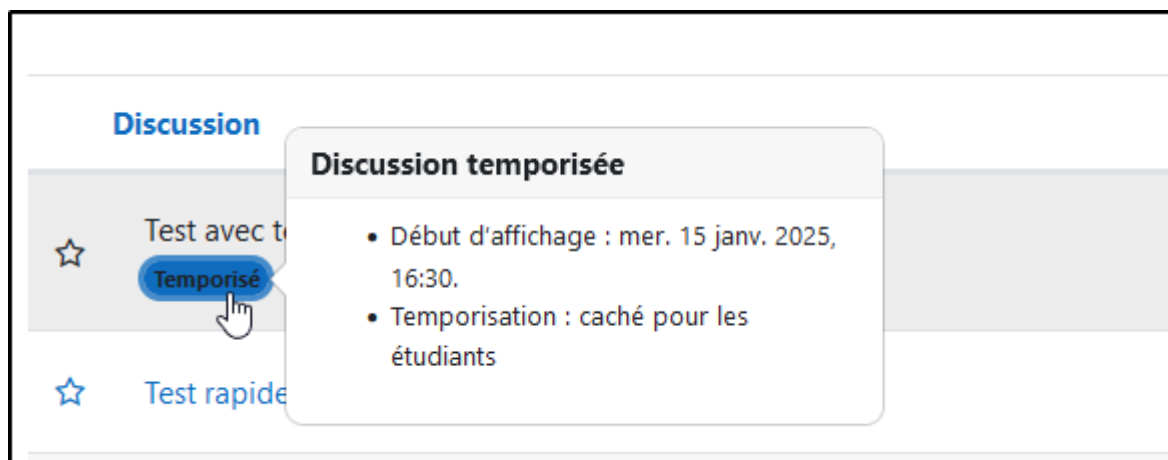 Discussion
Discussion temporisée
Test avec
Temporisé
• Début d'affichage : mer. 15 janv. 2025,
16:30.
• Temporisation : caché pour les
étudiants
Test rapide